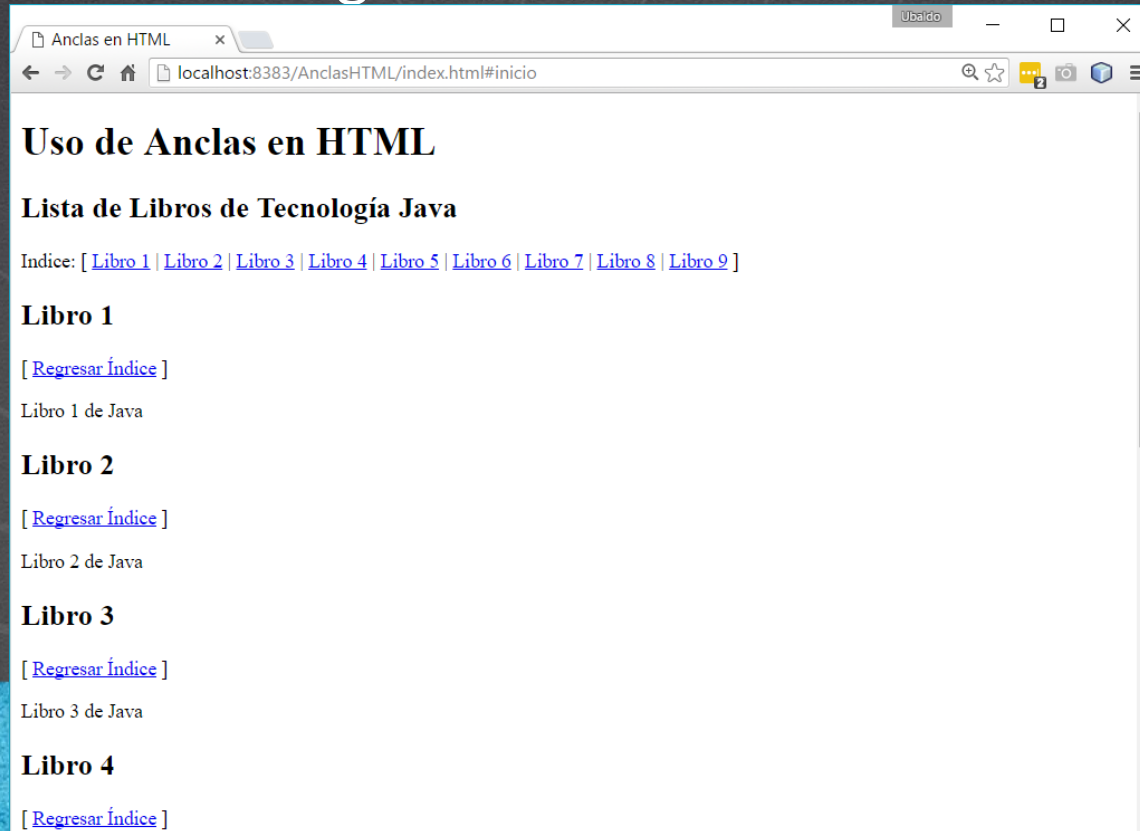 Ubaldo
Anclas en HTML
localhost:8383/AnclasHTML/index.html#inicio
2
Uso de Anclas en HTML
Lista de Libros de Tecnología Java
Indice: [ Libro 1 | Libro 2 | Libro 3 | Libro 4 | Libro 5 | Libro 6 | Libro 7 | Libro 8 | Libro 9 ]
Libro 1
[ Regresar Índice ]
Libro 1 de Java
Libro 2
[ Regresar Índice ]
Libro 2 de Java
Libro 3
[ Regresar Índice ]
Libro 3 de Java
Libro 4
[ Regresar Índice ]